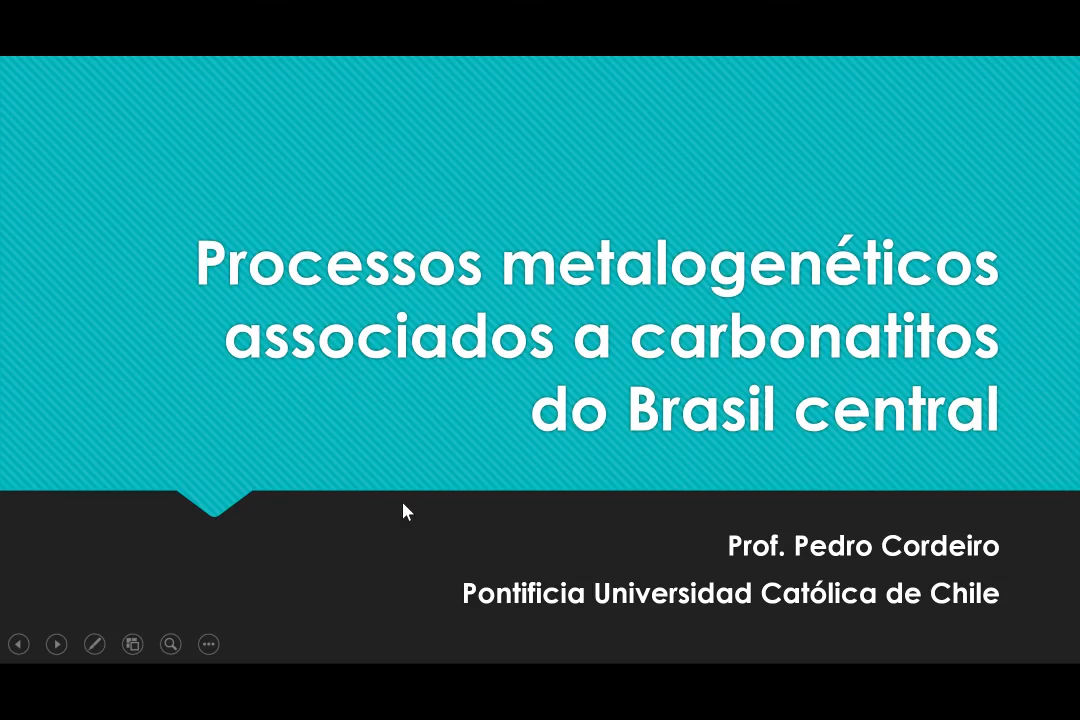 Processos metalogenéticos
associados a carbonatitos
do Brasil central
Prof. Pedro Cordeiro
Pontificia Universidad Católica de Chile